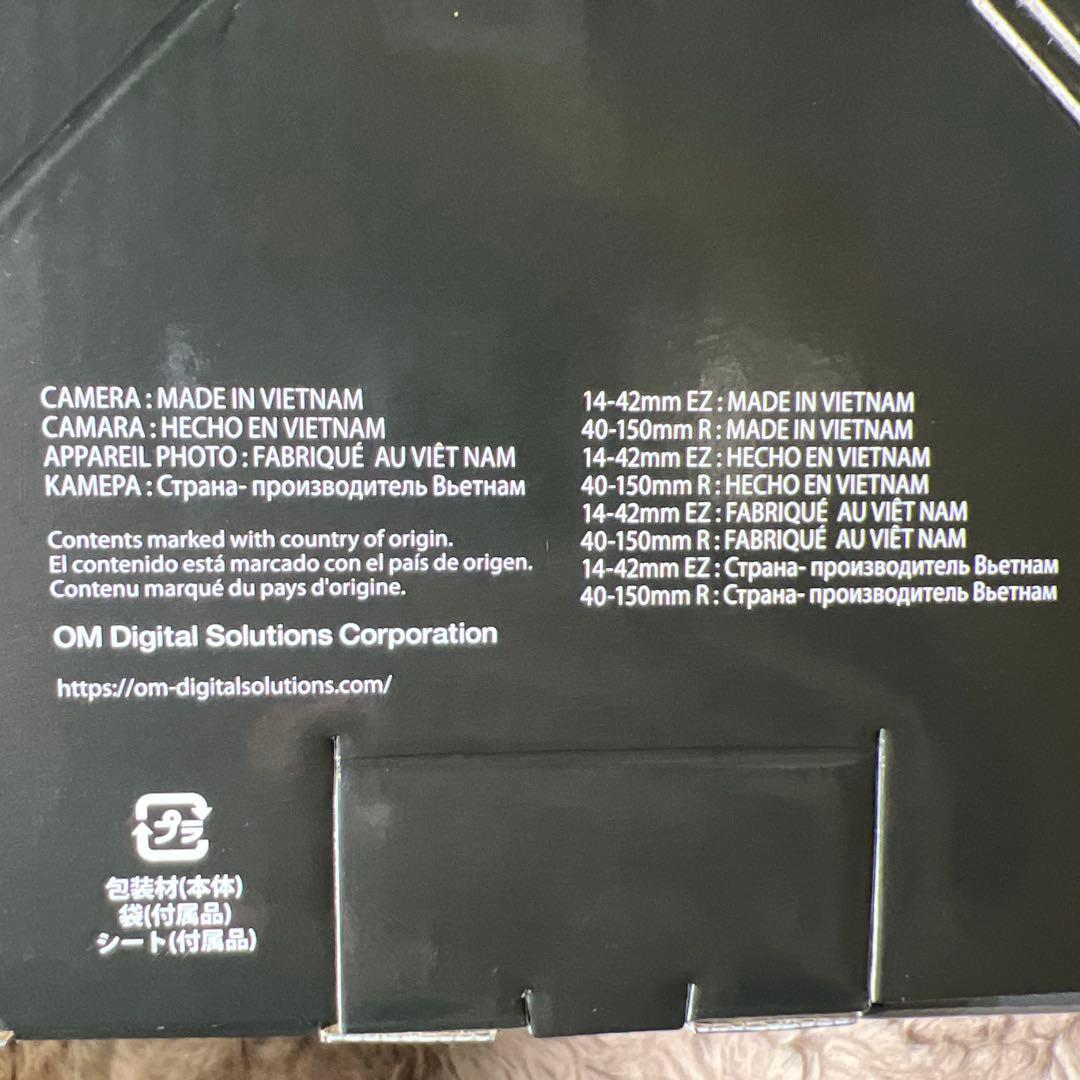 CAMERA : MADE IN VIETNAM
CAMARA : HECHO EN VIETNAM
APPAREIL PHOTO : FABRIQUÉ AU VIÊT NAM
КАМЕРА : Страна- производитель Вьетнам
Contents marked with country of origin.
El contenido está marcado con el país de origen.
Contenu marqué du pays d'origine.
OM Digital Solutions Corporation
https://om-digitalsolutions.com/
14-42mm EZ : MADE IN VIETNAM
40-150mm R : MADE IN VIETNAM
14-42mm EZ : HECHO EN VIETNAM
40-150mm R : HECHO EN VIETNAM
14-42mm EZ : FABRIQUÉ AU VIÊT NAM
40-150mm R : FABRIQUÉ AU VIÊT NAM
14-42mm EZ : Страна- производитель Вьетнам
40-150mm R : Страна- производитель Вьетнам
プラ
包装材(本体)
袋(付属品)
シート(付属品)